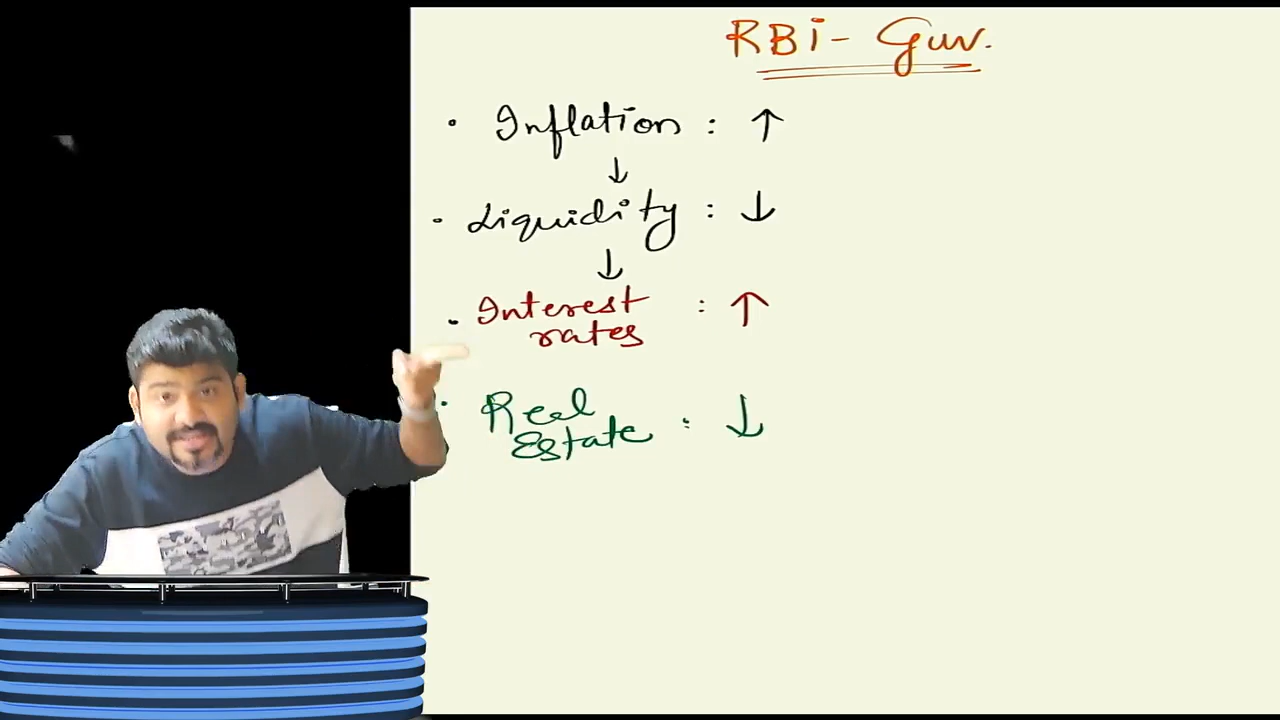 RBI - Guv.
• Inflation : ↑
↓
• Liquidity : ↓
↓
• Interest : ↑
rates
• Real
Estate : ↓